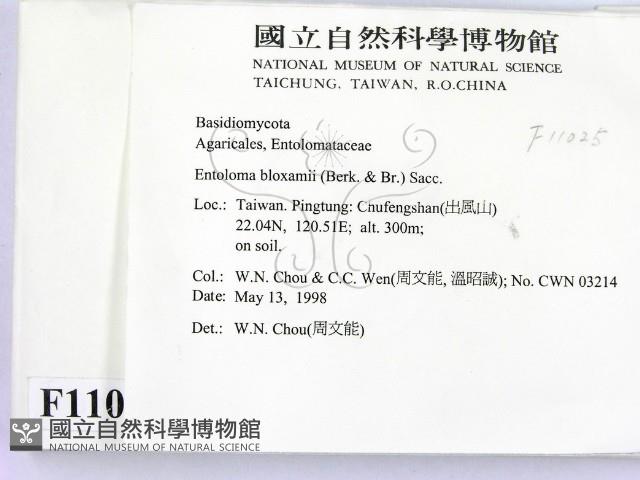 國立自然科學博物館
NATIONAL MUSEUM OF NATURAL SCIENCE
TAICHUNG, TAIWAN, R.O.CHINA
Basidiomycota
F11025
Agaricales, Entolomataceae
Entoloma bloxamii (Berk. & Br.) Sacc.
Loc.: Taiwan. Pingtung: Chufengshan(出風山)
22.04N, 120.51E; alt. 300m;
on soil.
Col.: W.N. Chou & C.C. Wen(周文能, 溫昭誠); No. CWN 03214
Date: May 13, 1998
Det.: W.N. Chou(周文能)
F110
國立自然科學博物館
NATIONAL MUSEUM OF NATURAL SCIENCE